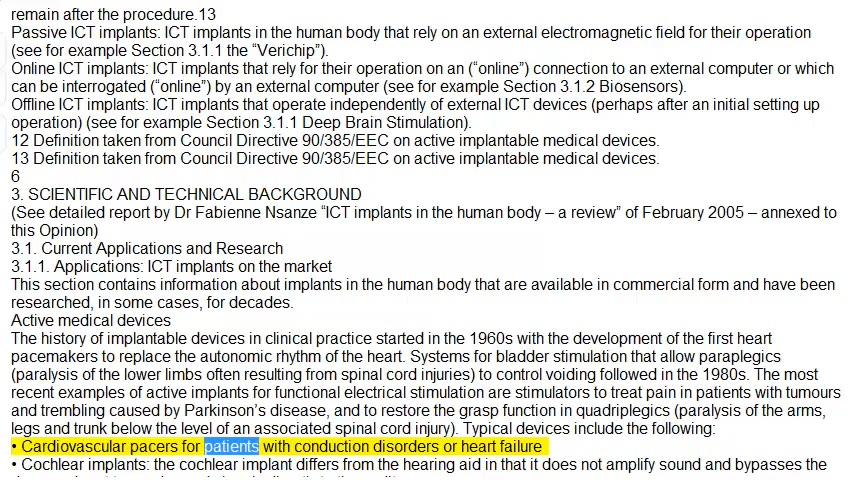 remain after the procedure.13
Passive ICT implants: ICT implants in the human body that rely on an external electromagnetic field for their operation
(see for example Section 3.1.1 the “Verichip”).
Online ICT implants: ICT implants that rely for their operation on an (“online”) connection to an external computer or which
can be interrogated (“online”) by an external computer (see for example Section 3.1.2 Biosensors).
Offline ICT implants: ICT implants that operate independently of external ICT devices (perhaps after an initial setting up
operation) (see for example Section 3.1.1 Deep Brain Stimulation).
12 Definition taken from Council Directive 90/385/EEC on active implantable medical devices.
13 Definition taken from Council Directive 90/385/EEC on active implantable medical devices.
6
3. SCIENTIFIC AND TECHNICAL BACKGROUND
(See detailed report by Dr Fabienne Nsanze “ICT implants in the human body – a review” of February 2005 – annexed to
this Opinion)
3.1. Current Applications and Research
3.1.1. Applications: ICT implants on the market
This section contains information about implants in the human body that are available in commercial form and have been
researched, in some cases, for decades.
Active medical devices
The history of implantable devices in clinical practice started in the 1960s with the development of the first heart
pacemakers to replace the autonomic rhythm of the heart. Systems for bladder stimulation that allow paraplegics
(paralysis of the lower limbs often resulting from spinal cord injuries) to control voiding followed in the 1980s. The most
recent examples of active implants for functional electrical stimulation are stimulators to treat pain in patients with tumours
and trembling caused by Parkinson’s disease, and to restore the grasp function in quadriplegics (paralysis of the arms,
legs and trunk below the level of an associated spinal cord injury). Typical devices include the following:
• Cardiovascular pacers for patients with conduction disorders or heart failure
• Cochlear implants: the cochlear implant differs from the hearing aid in that it does not amplify sound and bypasses the